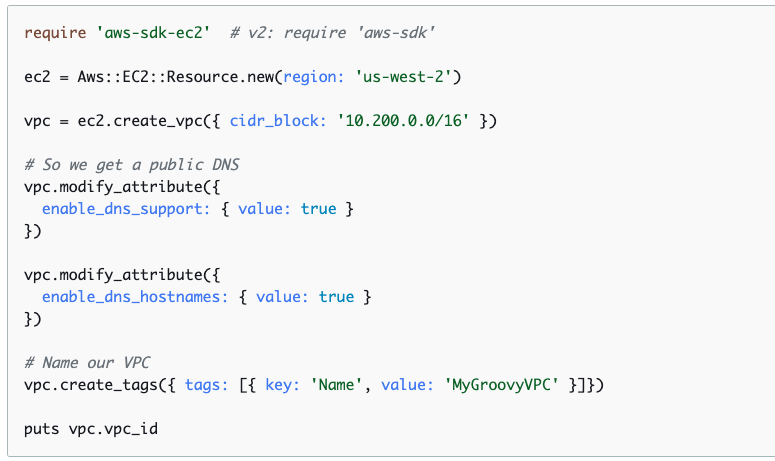 require 'aws-sdk-ec2'  # v2: require 'aws-sdk'
ec2 = Aws::EC2::Resource.new(region: 'us-west-2')
vpc = ec2.create_vpc({ cidr_block: '10.200.0.0/16' })
# So we get a public DNS
vpc.modify_attribute({
  enable_dns_support: { value: true }
})
vpc.modify_attribute({
  enable_dns_hostnames: { value: true }
})
# Name our VPC
vpc.create_tags({ tags: [{ key: 'Name', value: 'MyGroovyVPC' }]})
puts vpc.vpc_id